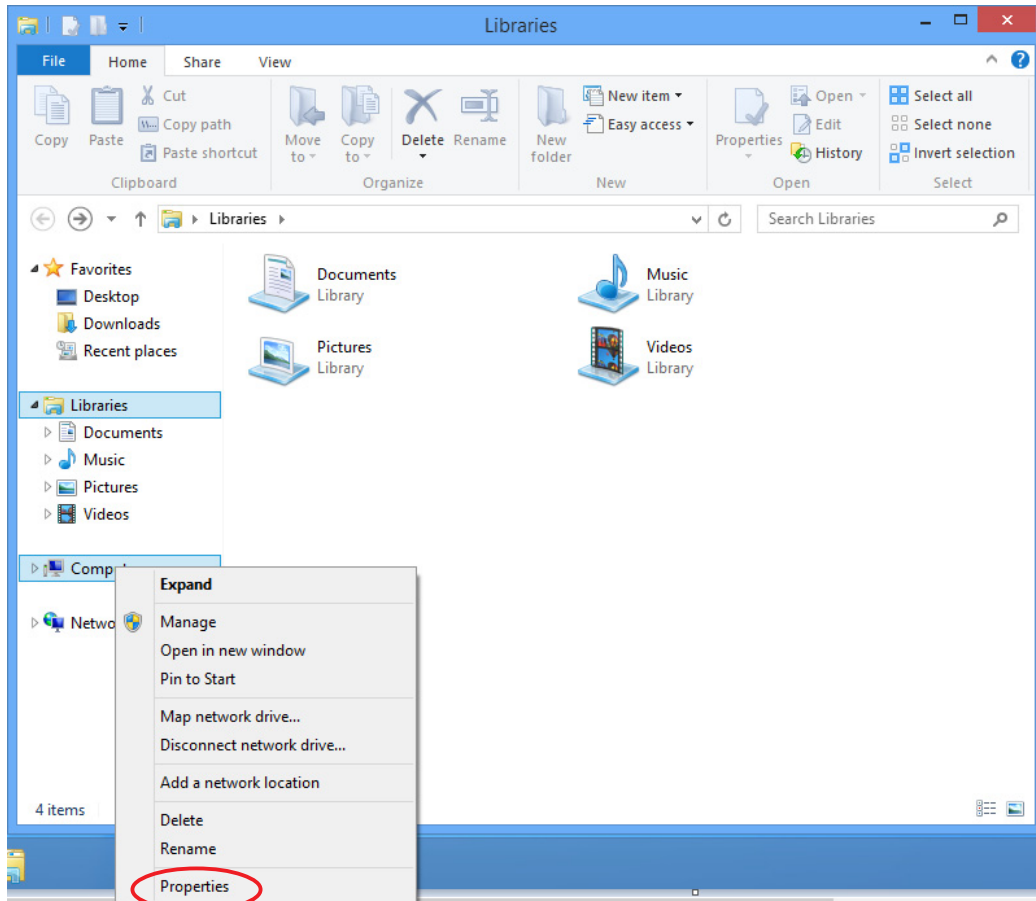 Libraries
File Home Share View
Copy
Paste
Cut
Copy path
Paste shortcut
Clipboard
Move to
Copy to
Delete
Rename
Organize
New folder
New item
Easy access
New
Properties
Open
Edit
History
Open
Select all
Select none
Invert selection
Select
Libraries
Search Libraries
Favorites
Desktop
Downloads
Recent places
Libraries
Documents
Music
Pictures
Videos
Netwo
Documents
Library
Music
Library
Pictures
Library
Videos
Library
Expand
Manage
Open in new window
Pin to Start
Map network drive...
Disconnect network drive...
Add a network location
Delete
Rename
Properties
4 items